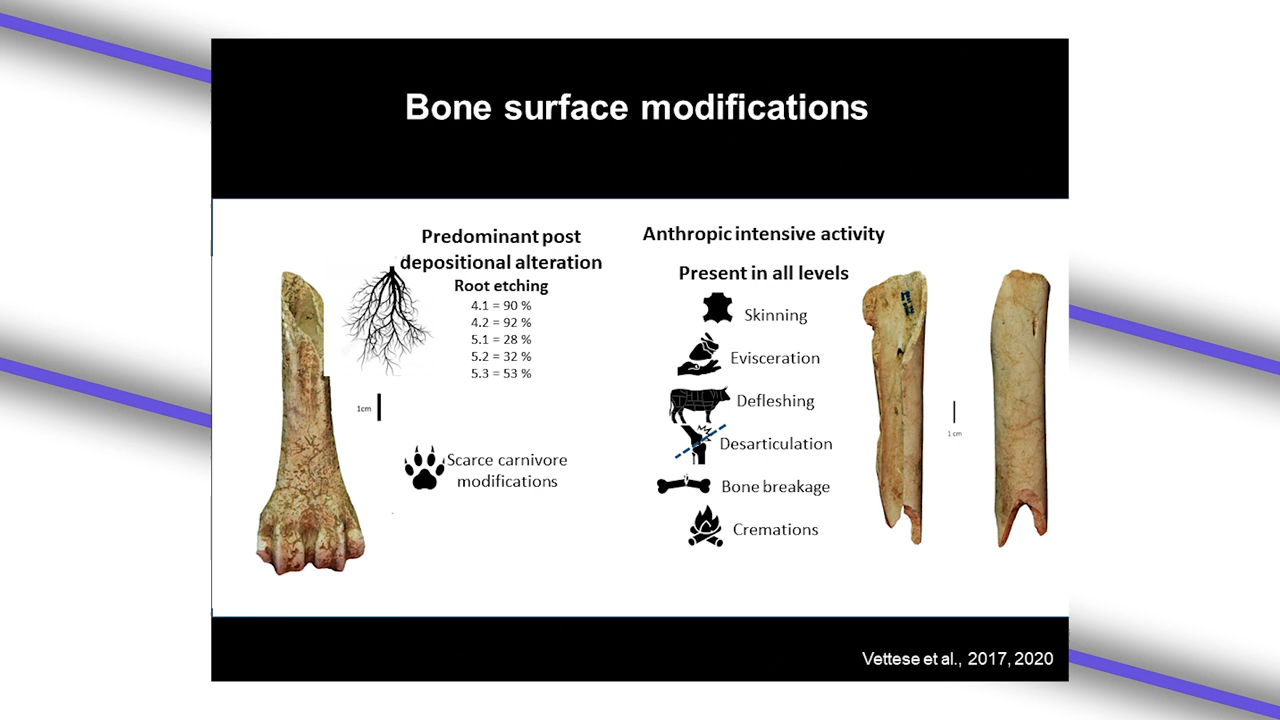 Bone surface modifications
Predominant post
depositional alteration
Root etching
4.1 = 90 %
4.2 = 92 %
5.1 = 28 %
5.2 = 32 %
5.3 = 53 %
1cm
Scarce carnivore
modifications
Anthropic intensive activity
Present in all levels
Skinning
Evisceration
Defleshing
Desarticulation
Bone breakage
Cremations
1 cm
Vettese et al., 2017, 2020